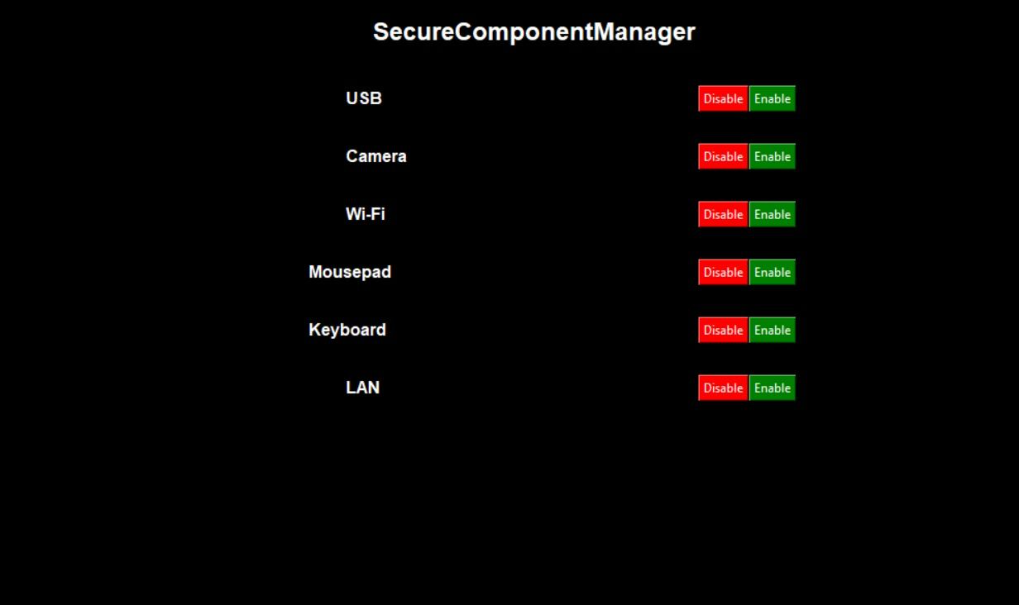 SecureComponentManager
USB Disable Enable
Camera Disable Enable
Wi-Fi Disable Enable
Mousepad Disable Enable
Keyboard Disable Enable
LAN Disable Enable